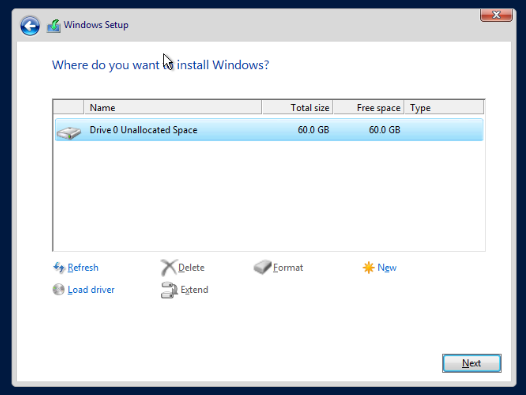 Windows Setup
Where do you want to install Windows?
Name Total size Free space Type
Drive 0 Unallocated Space 60.0 GB 60.0 GB
Refresh Delete Format New
Load driver Extend
Next